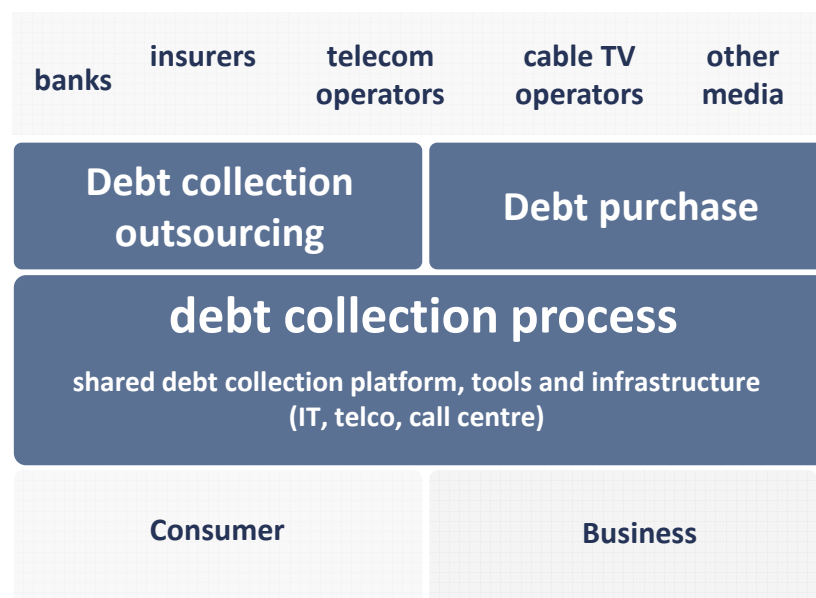 banks
insurers
telecom
operators
cable TV
operators
other
media
Debt collection
outsourcing
Debt purchase
debt collection process
shared debt collection platform, tools and infrastructure
(IT, telco, call centre)
Consumer
Business